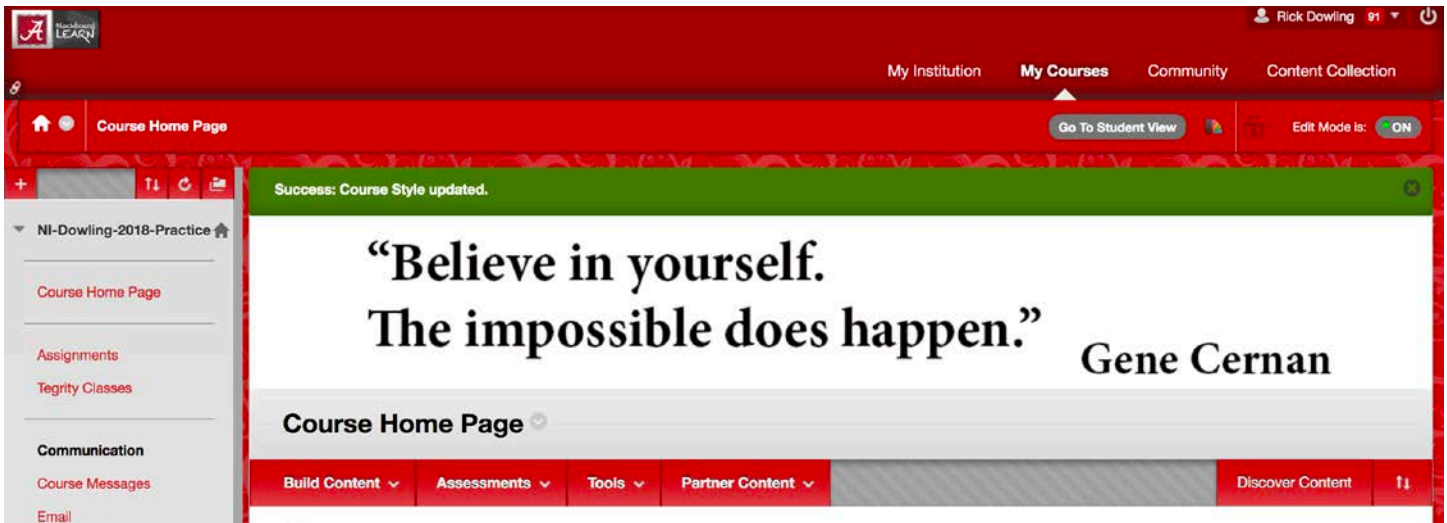 A Blackboard
LEARN
Rick Dowling 91
My Institution My Courses Community Content Collection
Course Home Page Go To Student View Edit Mode is: ON
Success: Course Style updated.
NI-Dowling-2018-Practice
“Believe in yourself.
The impossible does happen.”
Gene Cernan
Course Home Page
Assignments
Tegrity Classes
Communication
Course Messages
Email
Course Home Page
Build Content Assessments Tools Partner Content Discover Content